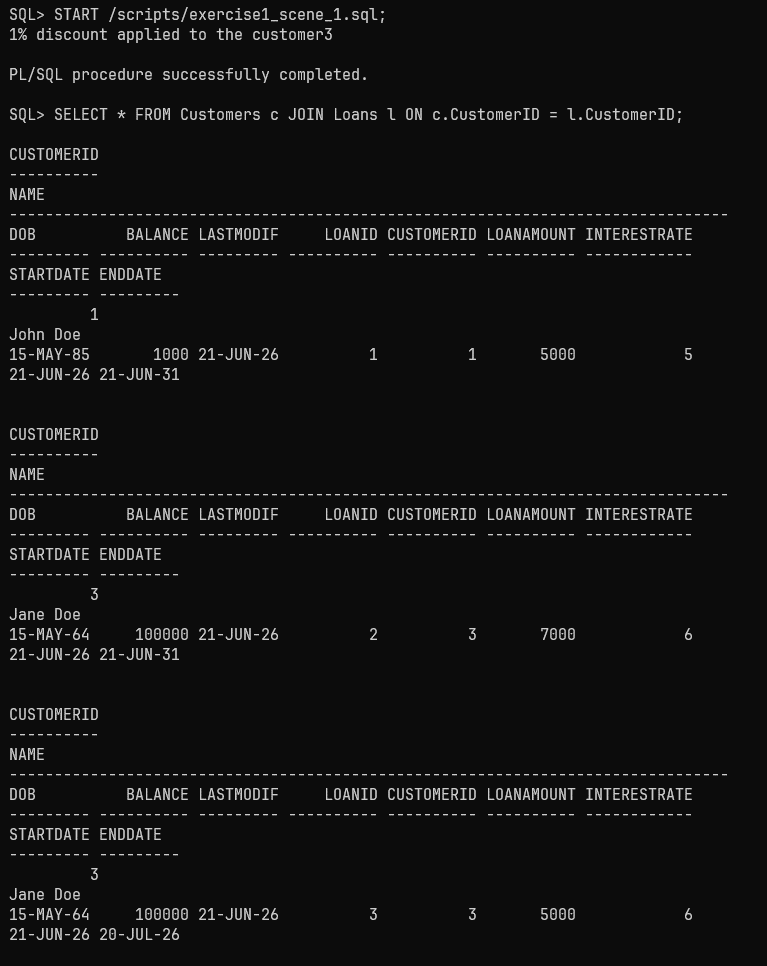 SQL> START /scripts/exercise1_scene_1.sql;
1% discount applied to the customer3

PL/SQL procedure successfully completed.

SQL> SELECT * FROM Customers c JOIN Loans l ON c.CustomerID = l.CustomerID;

CUSTOMERID
----------
NAME
--------------------------------------------------------------------------------
DOB          BALANCE LASTMODIF     LOANID CUSTOMERID LOANAMOUNT INTERESTRATE
--------- ---------- --------- ---------- ---------- ---------- ------------
STARTDATE ENDDATE
--------- ---------
         1
John Doe
15-MAY-85       1000 21-JUN-26          1          1       5000            5
21-JUN-26 21-JUN-31


CUSTOMERID
----------
NAME
--------------------------------------------------------------------------------
DOB          BALANCE LASTMODIF     LOANID CUSTOMERID LOANAMOUNT INTERESTRATE
--------- ---------- --------- ---------- ---------- ---------- ------------
STARTDATE ENDDATE
--------- ---------
         3
Jane Doe
15-MAY-64     100000 21-JUN-26          2          3       7000            6
21-JUN-26 21-JUN-31


CUSTOMERID
----------
NAME
--------------------------------------------------------------------------------
DOB          BALANCE LASTMODIF     LOANID CUSTOMERID LOANAMOUNT INTERESTRATE
--------- ---------- --------- ---------- ---------- ---------- ------------
STARTDATE ENDDATE
--------- ---------
         3
Jane Doe
15-MAY-64     100000 21-JUN-26          3          3       5000            6
21-JUN-26 20-JUL-26